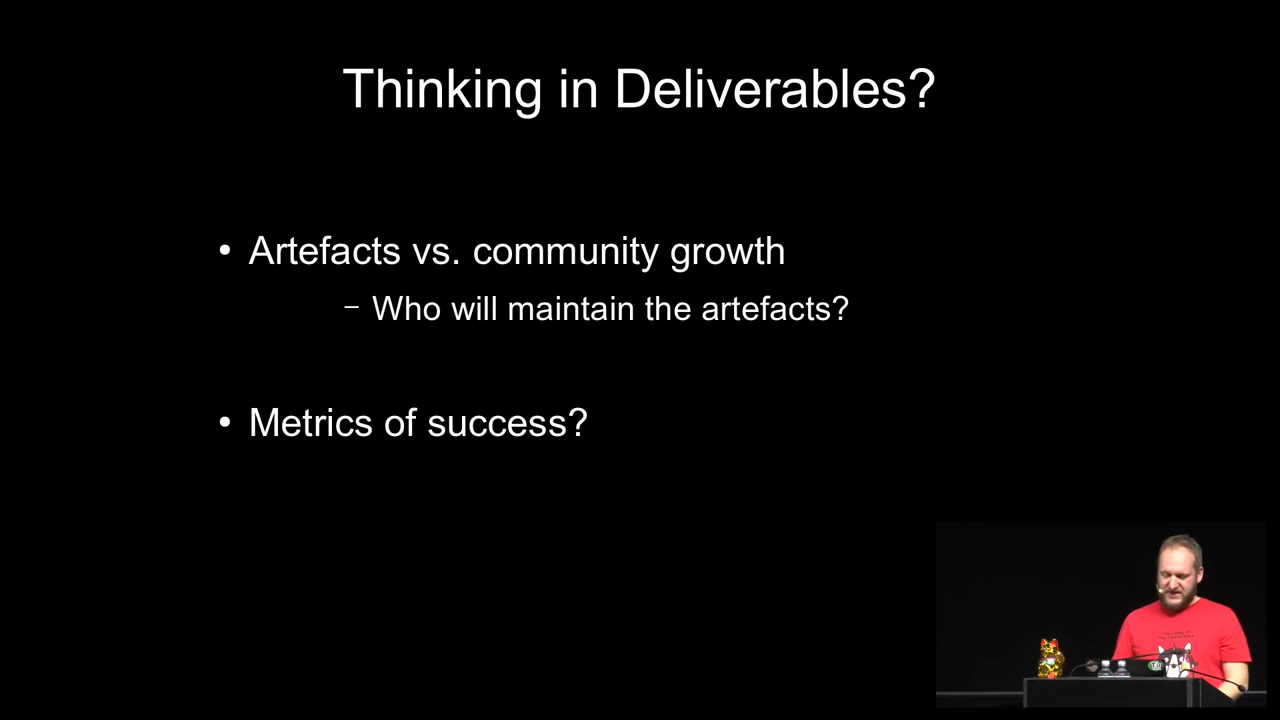 Thinking in Deliverables?
• Artefacts vs. community growth
– Who will maintain the artefacts?
• Metrics of success?